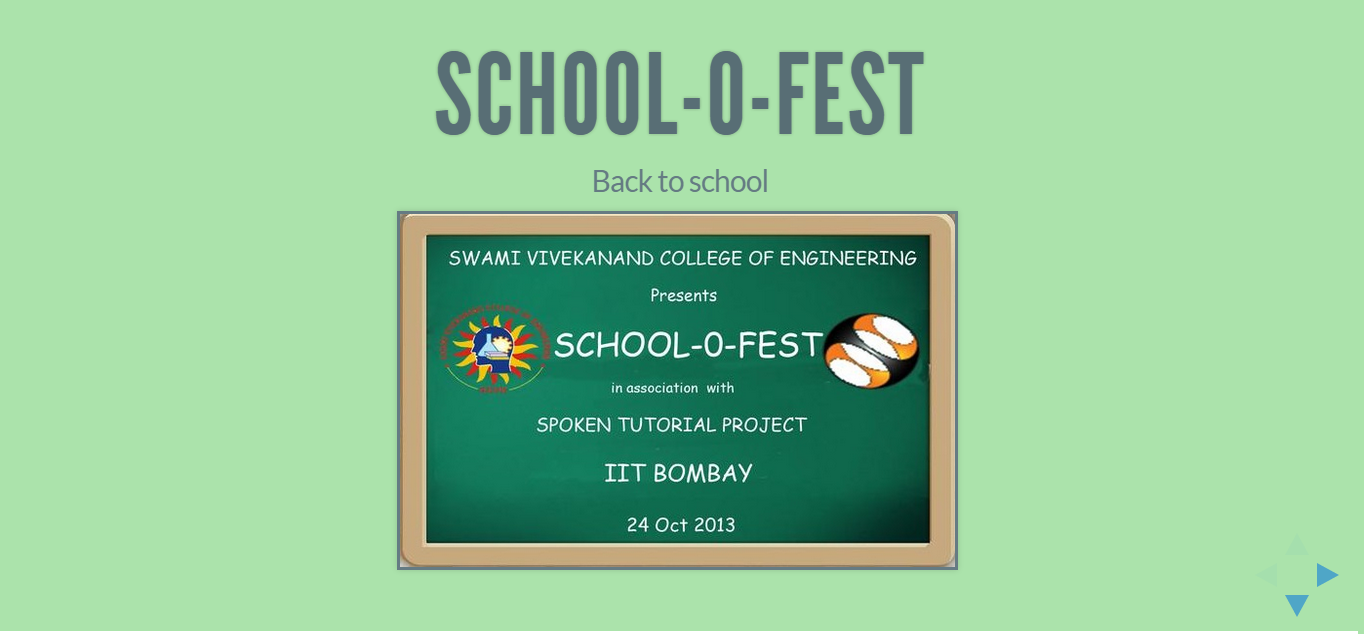 SCHOOL-O-FEST
Back to school
SWAMI VIVEKANAND COLLEGE OF ENGINEERING
Presents
SCHOOL-O-FEST
in association with
SPOKEN TUTORIAL PROJECT
IIT BOMBAY
24 Oct 2013